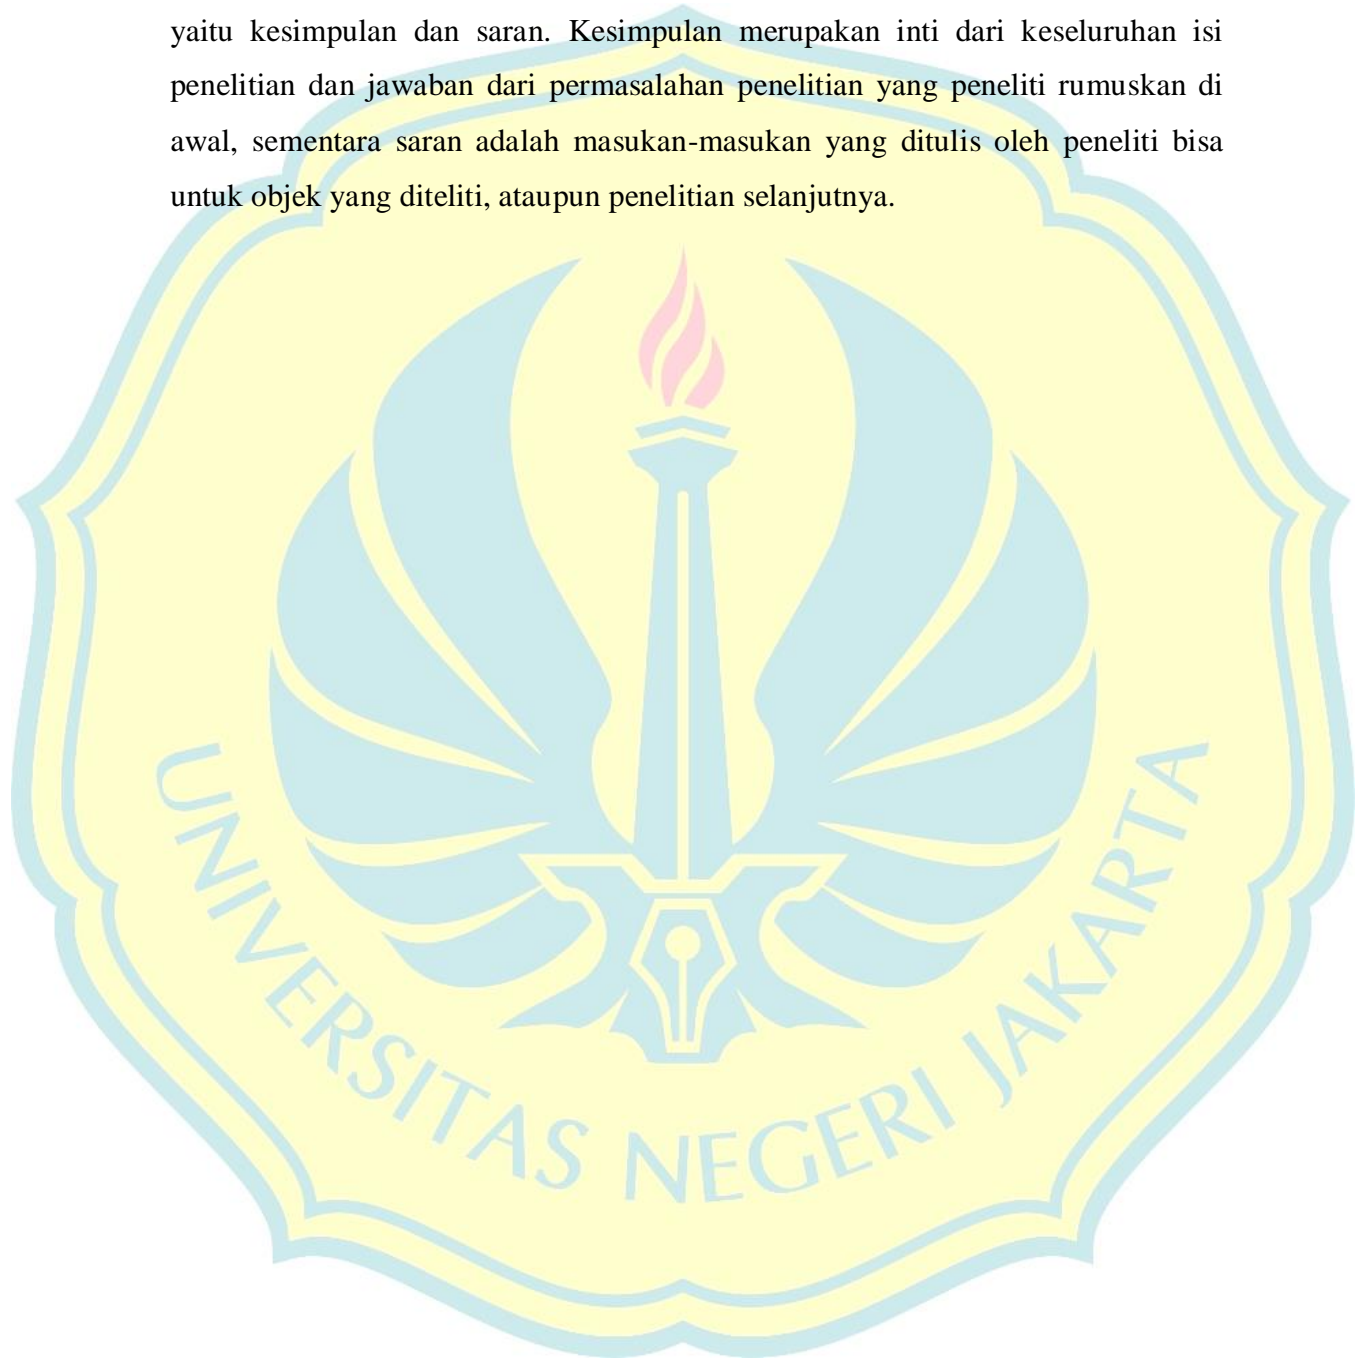 yaitu kesimpulan dan saran. Kesimpulan merupakan inti dari keseluruhan isi
penelitian dan jawaban dari permasalahan penelitian yang peneliti rumuskan di
awal, sementara saran adalah masukan-masukan yang ditulis oleh peneliti bisa
untuk objek yang diteliti, ataupun penelitian selanjutnya.
UNIVERSITAS NEGERI JAKARTA